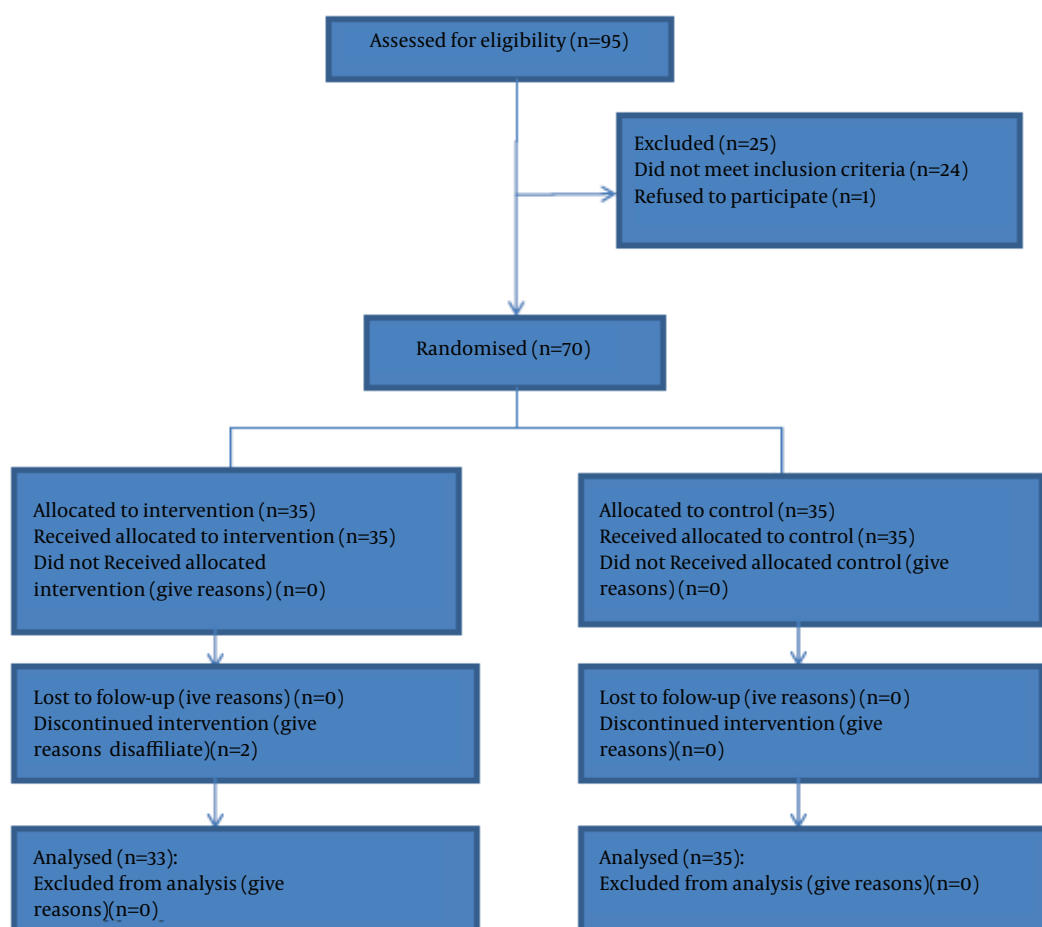 Assessed for eligibility (n=95)
Excluded (n=25)
Did not meet inclusion criteria (n=24)
Refused to participate (n=1)
Randomised (n=70)
Allocated to intervention (n=35)
Received allocated to intervention (n=35)
Did not Received allocated
intervention (give reasons) (n=0)
Allocated to control (n=35)
Received allocated to control (n=35)
Did not Received allocated control (give
reasons) (n=0)
Lost to folow-up (ive reasons) (n=0)
Discontinued intervention (give
reasons disaffiliate)(n=2)
Lost to folow-up (ive reasons) (n=0)
Discontinued intervention (give
reasons)(n=0)
Analysed (n=33):
Excluded from analysis (give
reasons)(n=0)
Analysed (n=35):
Excluded from analysis (give reasons)(n=0)